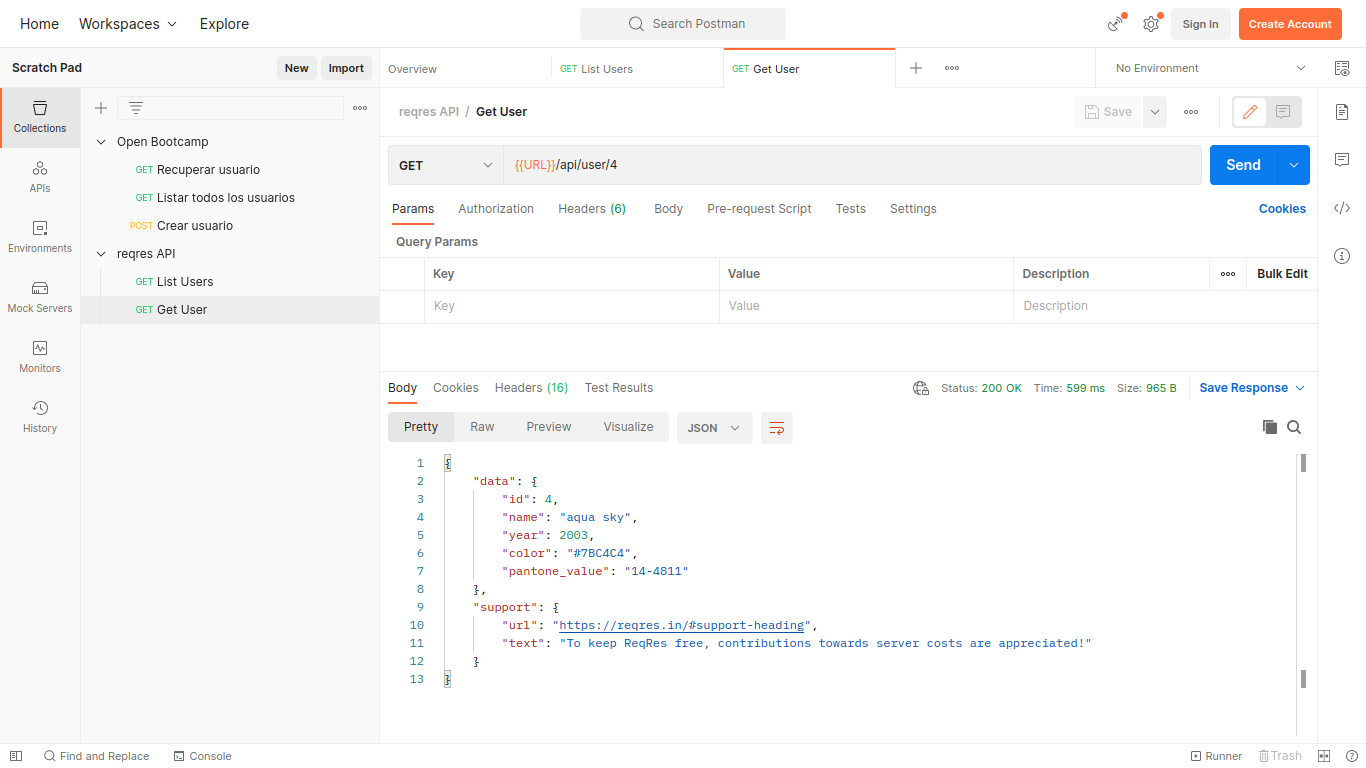 Home Workspaces Explore Search Postman Sign In Create Account
Scratch Pad New Import Overview GET List Users GET Get User No Environment
Collections
APIs
Environments
Mock Servers
Monitors
History
Open Bootcamp
GET Recuperar usuario
GET Listar todos los usuarios
POST Crear usuario
reqres API
GET List Users
GET Get User
reqres API / Get User Save
GET {{URL}}/api/user/4 Send
Params Authorization Headers (6) Body Pre-request Script Tests Settings Cookies
Query Params
Key Value Description Bulk Edit
Key Value Description
Body Cookies Headers (16) Test Results Status: 200 OK Time: 599 ms Size: 965 B Save Response
Pretty Raw Preview Visualize JSON
1 {
2 "data": {
3 "id": 4,
4 "name": "aqua sky",
5 "year": 2003,
6 "color": "#7BC4C4",
7 "pantone_value": "14-4811"
8 },
9 "support": {
10 "url": "https://reqres.in/#support-heading",
11 "text": "To keep ReqRes free, contributions towards server costs are appreciated!"
12 }
13 }
Find and Replace Console Runner Trash